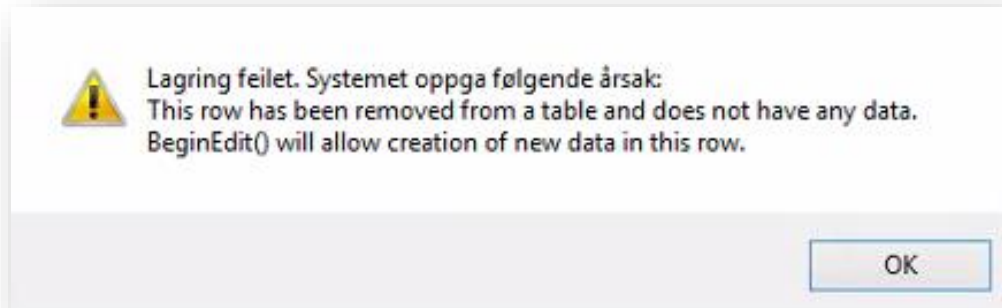 Lagring feilet. Systemet oppga følgende årsak:
This row has been removed from a table and does not have any data.
BeginEdit() will allow creation of new data in this row.
OK